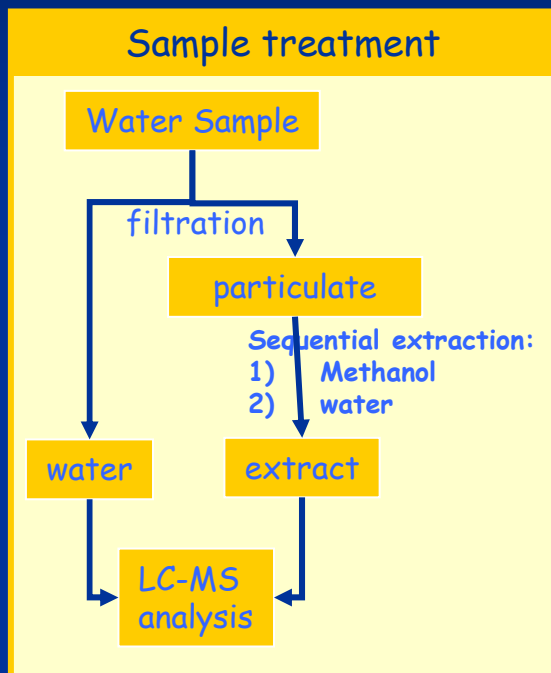 Sample treatment
Water Sample
filtration
particulate
Sequential extraction:
1) Methanol
2) water
water
extract
LC-MS
analysis